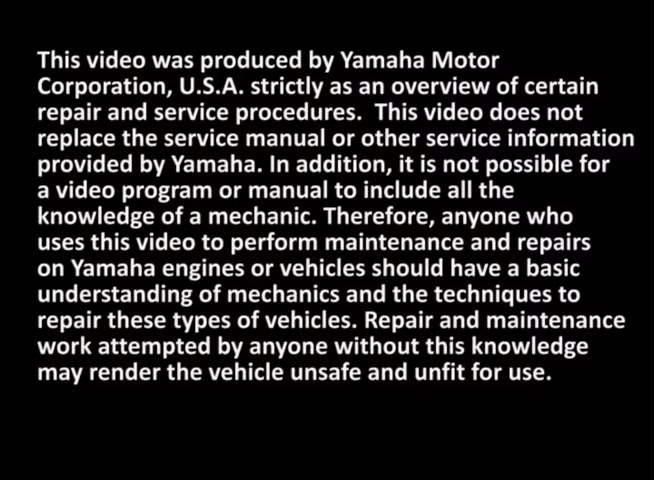 This video was produced by Yamaha Motor
Corporation, U.S.A. strictly as an overview of certain
repair and service procedures.  This video does not
replace the service manual or other service information
provided by Yamaha. In addition, it is not possible for
a video program or manual to include all the
knowledge of a mechanic. Therefore, anyone who
uses this video to perform maintenance and repairs
on Yamaha engines or vehicles should have a basic
understanding of mechanics and the techniques to
repair these types of vehicles. Repair and maintenance
work attempted by anyone without this knowledge
may render the vehicle unsafe and unfit for use.